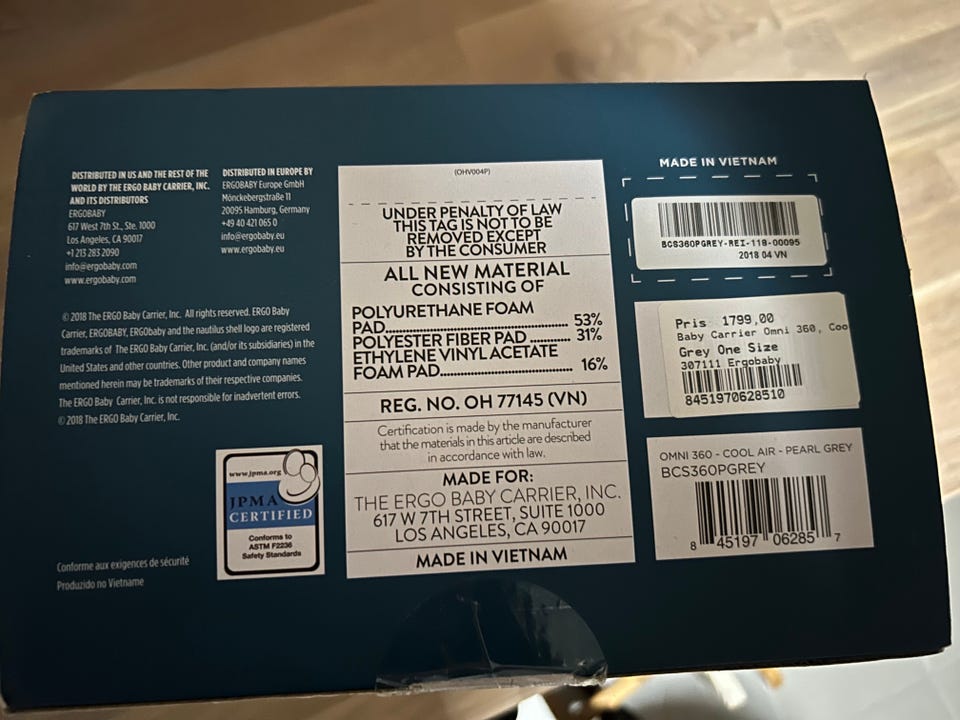 DISTRIBUTED IN US AND THE REST OF THE
WORLD BY THE ERGO BABY CARRIER, INC.
AND ITS DISTRIBUTORS
ERGOBABY
617 West 7th St., Ste. 1000
Los Angeles, CA 90017
+1 213 283 2090
info@ergobaby.com
www.ergobaby.com
DISTRIBUTED IN EUROPE BY
ERGOBABY Europe GmbH
Mönckebergstraße 11
20095 Hamburg, Germany
+49 40 421 065 0
info@ergobaby.eu
www.ergobaby.eu
© 2018 The ERGO Baby Carrier, Inc. All rights reserved. ERGO Baby
Carrier, ERGOBABY, ERGObaby and the nautilus shell logo are registered
trademarks of The ERGO Baby Carrier, Inc. (and/or its subsidiaries) in the
United States and other countries. Other product and company names
mentioned herein may be trademarks of their respective companies.
The ERGO Baby Carrier, Inc. is not responsible for inadvertent errors.
© 2018 The ERGO Baby Carrier, Inc.
www.jpma.org
JPMA
CERTIFIED
Conforms to
ASTM F2236
Safety Standards
Conforme aux exigences de sécurité
Produzido no Vietname
(OHV004P)
UNDER PENALTY OF LAW
THIS TAG IS NOT TO BE
REMOVED EXCEPT
BY THE CONSUMER
ALL NEW MATERIAL
CONSISTING OF
POLYURETHANE FOAM
PAD.......................................... 53%
POLYESTER FIBER PAD .......... 31%
ETHYLENE VINYL ACETATE
FOAM PAD.............................. 16%
REG. NO. OH 77145 (VN)
Certification is made by the manufacturer
that the materials in this article are described
in accordance with law.
MADE FOR:
THE ERGO BABY CARRIER, INC.
617 W 7TH STREET, SUITE 1000
LOS ANGELES, CA 90017
MADE IN VIETNAM
MADE IN VIETNAM
BCS360PGREY-REI-118-00095
2018 04 VN
Pris 1799,00
Baby Carrier Omni 360, Coo
Grey One Size
307111 Ergobaby
8451970628510
OMNI 360 - COOL AIR - PEARL GREY
BCS360PGREY
8 45197 06285 7